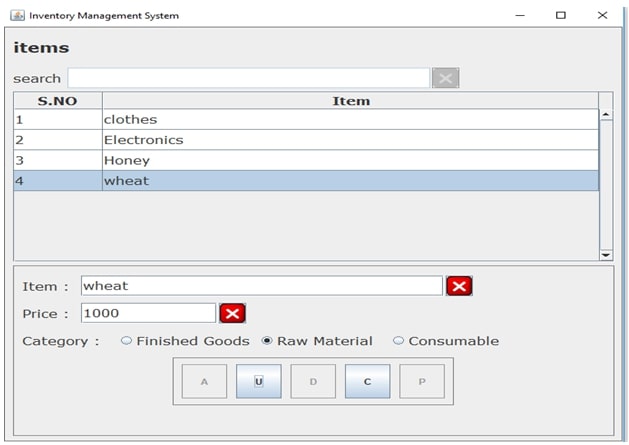 Inventory Management System
items
search
S.NO Item
1 clothes
2 Electronics
3 Honey
4 wheat
Item : wheat
Price : 1000
Category : Finished Goods Raw Material Consumable
A U D C P